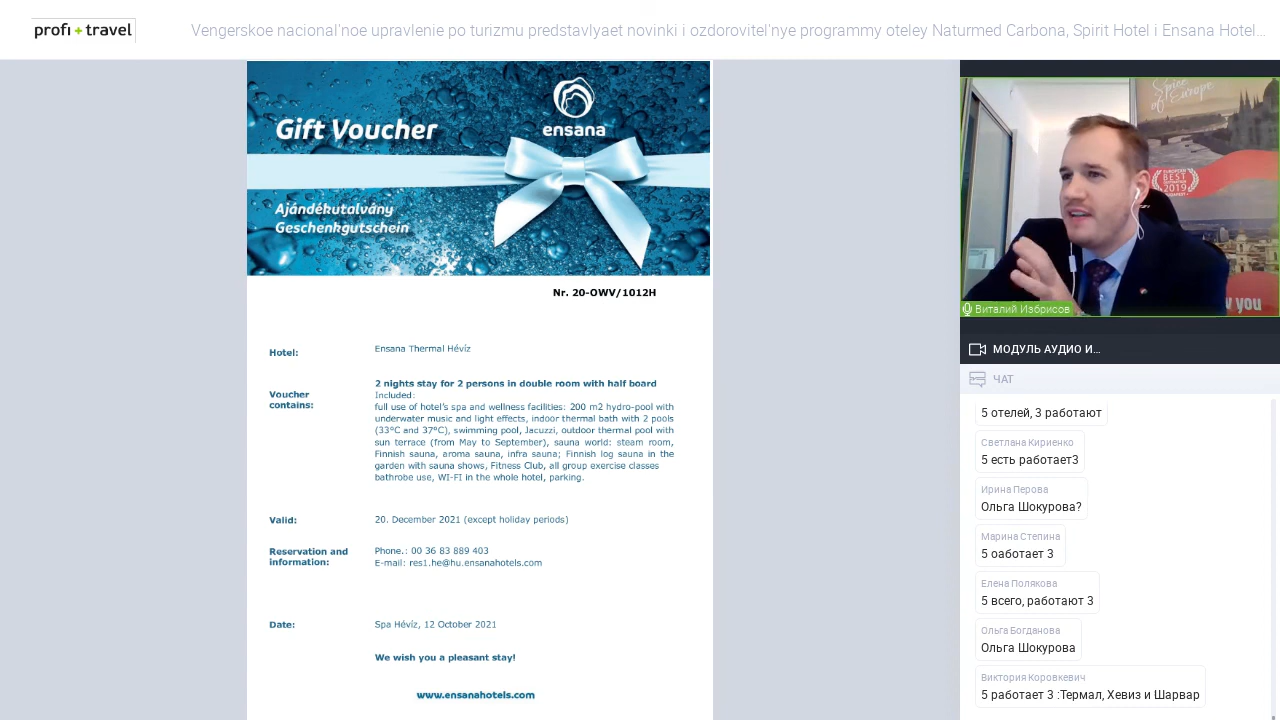 profi + travel
Vengerskoe nacional'noe upravlenie po turizmu predstavlyaet novinki i ozdorovitel'nye programmy oteley Naturmed Carbona, Spirit Hotel i Ensana Hotel...
Gift Voucher
ensana
Ajándékutalvány
Geschenkgutschein
Nr. 20-OWV/1012H
Hotel:
Ensana Thermal Hévíz
Voucher
contains:
2 nights stay for 2 persons in double room with half board
Included:
full use of hotel's spa and wellness facilities: 200 m2 hydro-pool with
underwater music and light effects, indoor thermal bath with 2 pools
(33°C and 37°C), swimming pool, Jacuzzi, outdoor thermal pool with
sun terrace (from May to September), sauna world: steam room,
Finnish sauna, aroma sauna, infra sauna; Finnish log sauna in the
garden with sauna shows, Fitness Club, all group exercise classes
bathrobe use, WI-FI in the whole hotel, parking.
Valid:
20. December 2021 (except holiday periods)
Reservation and
information:
Phone.: 00 36 83 889 403
E-mail: res1.he@hu.ensanahotels.com
Date:
Spa Hévíz, 12 October 2021
We wish you a pleasant stay!
www.ensanahotels.com
Spice
of Europe
BEST
2019
you
Виталий Избрисов
МОДУЛЬ АУДИО И...
ЧАТ
5 отелей, 3 работают
Светлана Кириенко
5 есть работает3
Ирина Перова
Ольга Шокурова?
Марина Степина
5 оаботает 3
Елена Полякова
5 всего, работают 3
Ольга Богданова
Ольга Шокурова
Виктория Коровкевич
5 работает 3 :Термал, Хевиз и Шарвар